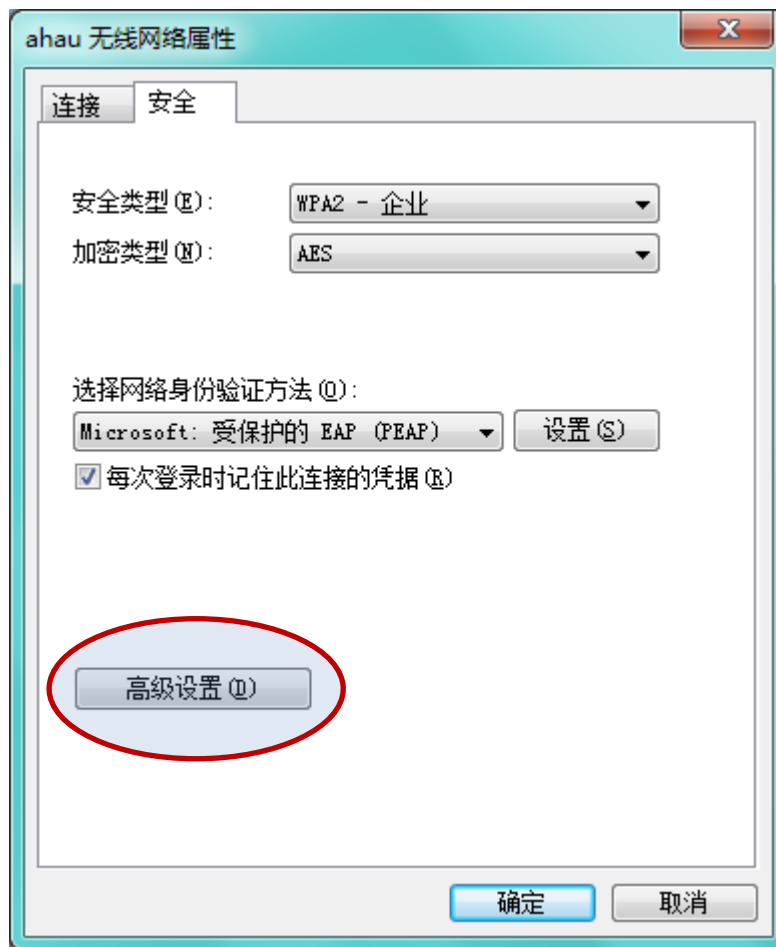 ahau 无线网络属性
连接 安全
安全类型(E): WPA2 - 企业
加密类型(N): AES
选择网络身份验证方法(O):
Microsoft: 受保护的 EAP (PEAP) 设置(S)
每次登录时记住此连接的凭据(R)
高级设置(D)
确定 取消